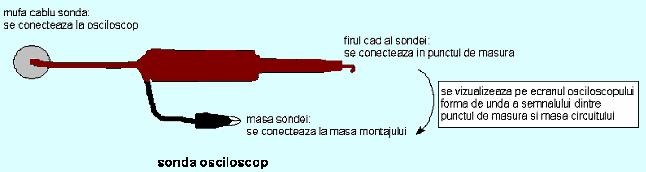 mufa cablu sonda:
se conecteaza la osciloscop
firul cad al sondei:
se conecteaza in punctul de masura
se vizualizeaza pe ecranul osciloscopului
forma de unda a semnalului dintre
punctul de masura si masa circuitului
masa sondei:
se conecteaza la masa montajului
sonda osciloscop